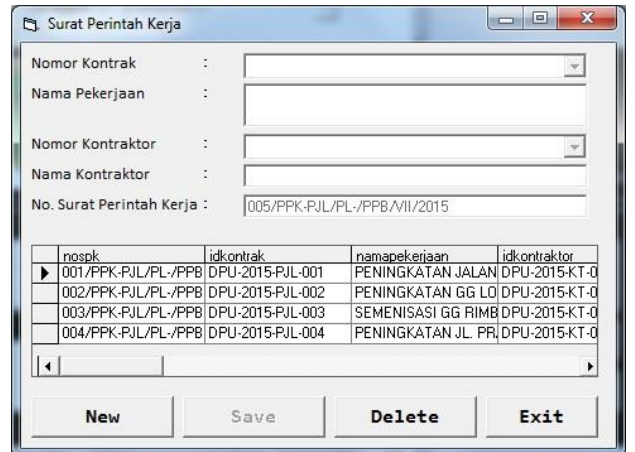 Surat Perintah Kerja
Nomor Kontrak :
Nama Pekerjaan :
Nomor Kontraktor :
Nama Kontraktor :
No. Surat Perintah Kerja : 005/PPK-PJL/PL-/PPB/VII/2015
nospk idkontrak namapekerjaan idkontraktor
001/PPK-PJL/PL-/PPB DPU-2015-PJL-001 PENINGKATAN JALAN DPU-2015-KT-0
002/PPK-PJL/PL-/PPB DPU-2015-PJL-002 PENINGKATAN GG LO DPU-2015-KT-0
003/PPK-PJL/PL-/PPB DPU-2015-PJL-003 SEMENISASI GG RIMB DPU-2015-KT-0
004/PPK-PJL/PL-/PPB DPU-2015-PJL-004 PENINGKATAN JL. PR. DPU-2015-KT-0
New Save Delete Exit